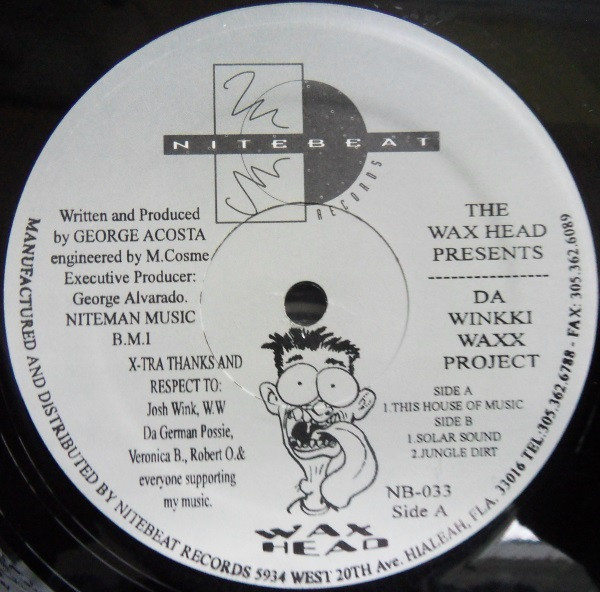 NITEBEAT
RECORDS
Written and Produced
by GEORGE ACOSTA
engineered by M.Cosme
Executive Producer:
George Alvarado.
NITEMAN MUSIC
B.M.I
X-TRA THANKS AND
RESPECT TO:
Josh Wink, W.W
Da German Possie,
Veronica B., Robert O.&
everyone supporting
my music.
THE
WAX HEAD
PRESENTS
DA
WINKKI
WAXX
PROJECT
SIDE A
1.THIS HOUSE OF MUSIC
SIDE B
1.SOLAR SOUND
2.JUNGLE DIRT
NB-033
Side A
WAX
HEAD
MANUFACTURED AND DISTRIBUTED BY NITEBEAT RECORDS 5934 WEST 20TH Ave. HIALEAH, FLA. 33016 TEL:305.362.6788 - FAX: 305.362.6089